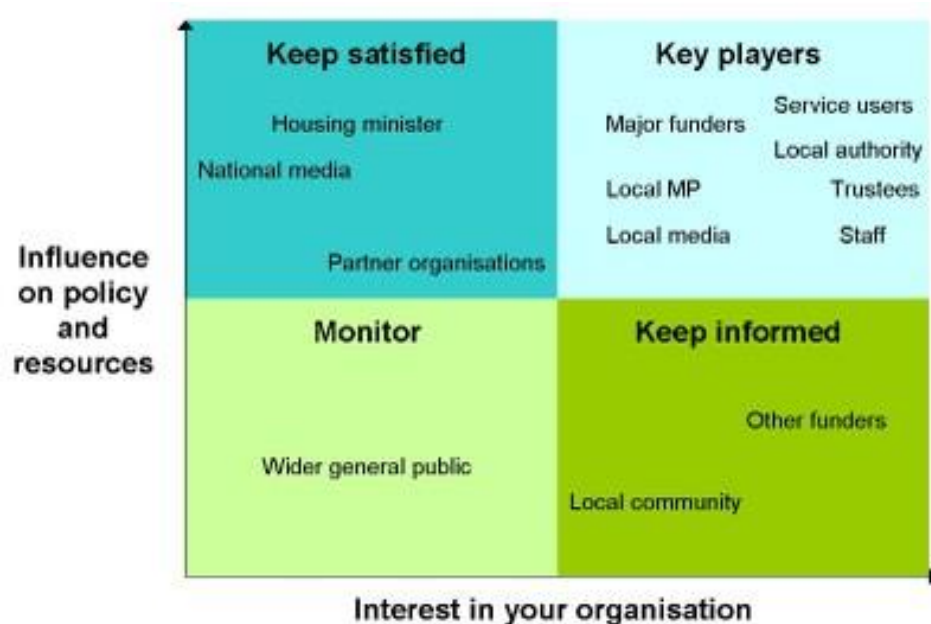 Keep satisfied
Housing minister
National media
Partner organisations
Key players
Service users
Major funders
Local authority
Local MP
Trustees
Local media
Staff
Influence
on policy
and
resources
Monitor
Wider general public
Keep informed
Other funders
Local community
Interest in your organisation